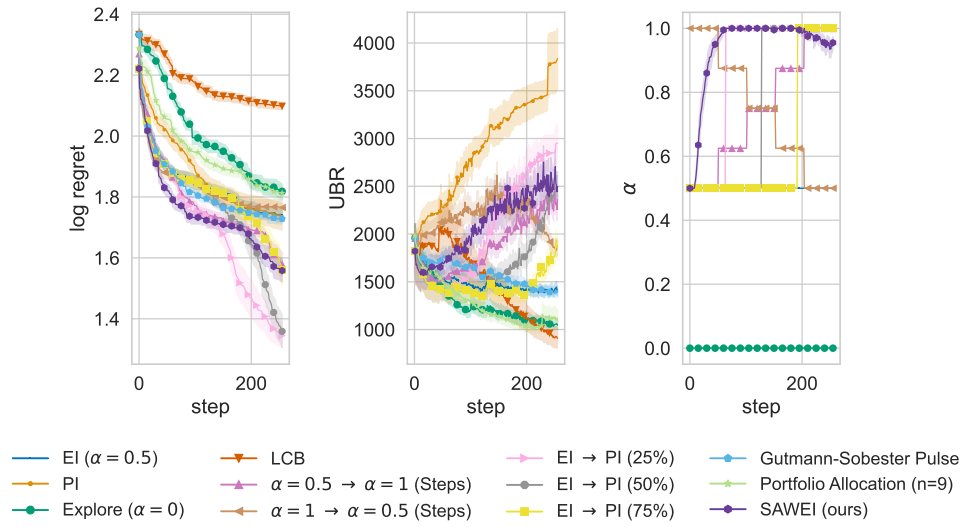 2.4
2.2
2.0
1.8
1.6
1.4
log regret
0
200
step
4000
3500
3000
2500
2000
1500
1000
UBR
0
200
step
1.0
0.8
0.6
0.4
0.2
0.0
α
0
200
step
EI (α = 0.5)
PI
Explore (α = 0)
LCB
α = 0.5 → α = 1 (Steps)
α = 1 → α = 0.5 (Steps)
EI → PI (25%)
EI → PI (50%)
EI → PI (75%)
Gutmann-Sobester Pulse
Portfolio Allocation (n=9)
SAWEI (ours)